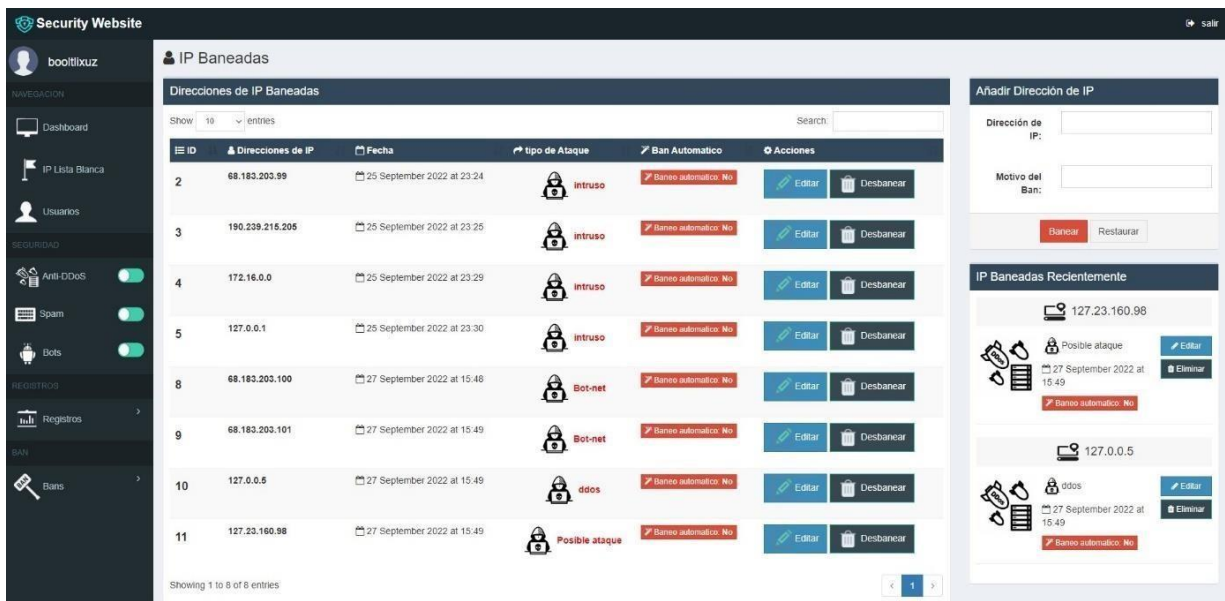 Security Website
salir
booltlixuz
NAVEGACION
Dashboard
IP Lista Blanca
Usuarios
SEGURIDAD
Anti-DDoS
Spam
Bots
REGISTROS
Registros
BAN
Bans
IP Baneadas
Direcciones de IP Baneadas
Show 10 entries
Search:
ID Direcciones de IP Fecha tipo de Ataque Ban Automatico Acciones
2 68.183.203.99 25 September 2022 at 23:24 intruso Baneo automatico: No Editar Desbanear
3 190.239.215.205 25 September 2022 at 23:25 intruso Baneo automatico: No Editar Desbanear
4 172.16.0.0 25 September 2022 at 23:29 intruso Baneo automatico: No Editar Desbanear
5 127.0.0.1 25 September 2022 at 23:30 intruso Baneo automatico: No Editar Desbanear
8 68.183.203.100 27 September 2022 at 15:48 Bot-net Baneo automatico: No Editar Desbanear
9 68.183.203.101 27 September 2022 at 15:49 Bot-net Baneo automatico: No Editar Desbanear
10 127.0.0.5 27 September 2022 at 15:49 ddos Baneo automatico: No Editar Desbanear
11 127.23.160.98 27 September 2022 at 15:49 Posible ataque Baneo automatico: No Editar Desbanear
Showing 1 to 8 of 8 entries
1
Añadir Dirección de IP
Dirección de
IP:
Motivo del
Ban:
Banear Restaurar
IP Baneadas Recientemente
127.23.160.98
Posible ataque Editar
27 September 2022 at Eliminar
15:49
Baneo automatico: No
127.0.0.5
ddos Editar
27 September 2022 at Eliminar
15:49
Baneo automatico: No